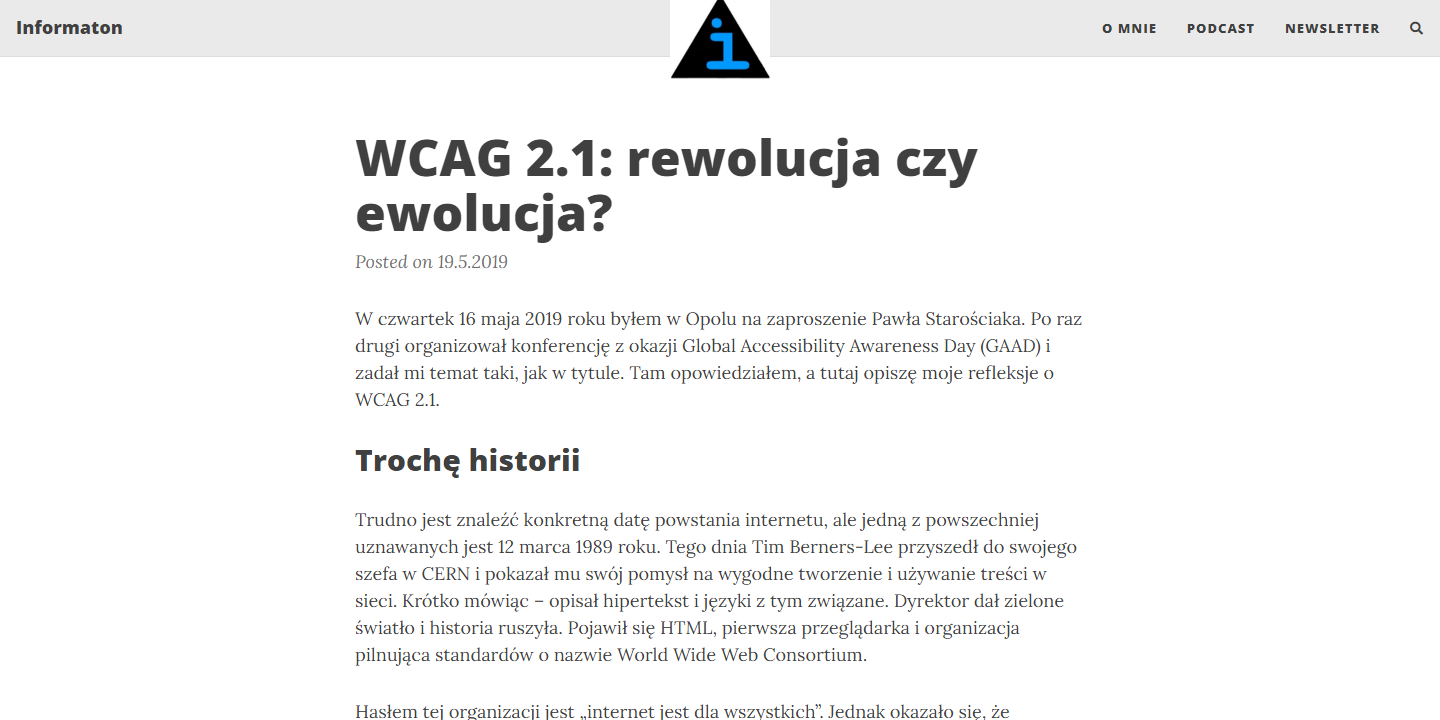 Informaton
i
O MNIE
PODCAST
NEWSLETTER
WCAG 2.1: rewolucja czy
ewolucja?
Posted on 19.5.2019
W czwartek 16 maja 2019 roku byłem w Opolu na zaproszenie Pawła Starościaka. Po raz
drugi organizował konferencję z okazji Global Accessibility Awareness Day (GAAD) i
zadał mi temat taki, jak w tytule. Tam opowiedziałem, a tutaj opiszę moje refleksje o
WCAG 2.1.
Trochę historii
Trudno jest znaleźć konkretną datę powstania internetu, ale jedną z powszechniej
uznawanych jest 12 marca 1989 roku. Tego dnia Tim Berners-Lee przyszedł do swojego
szefa w CERN i pokazał mu swój pomysł na wygodne tworzenie i używanie treści w
sieci. Krótko mówiąc – opisał hipertekst i języki z tym związane. Dyrektor dał zielone
światło i historia ruszyła. Pojawił się HTML, pierwsza przeglądarka i organizacja
pilnująca standardów o nazwie World Wide Web Consortium.
Hasłem tej organizacji jest „internet jest dla wszystkich”. Jednak okazało się, że